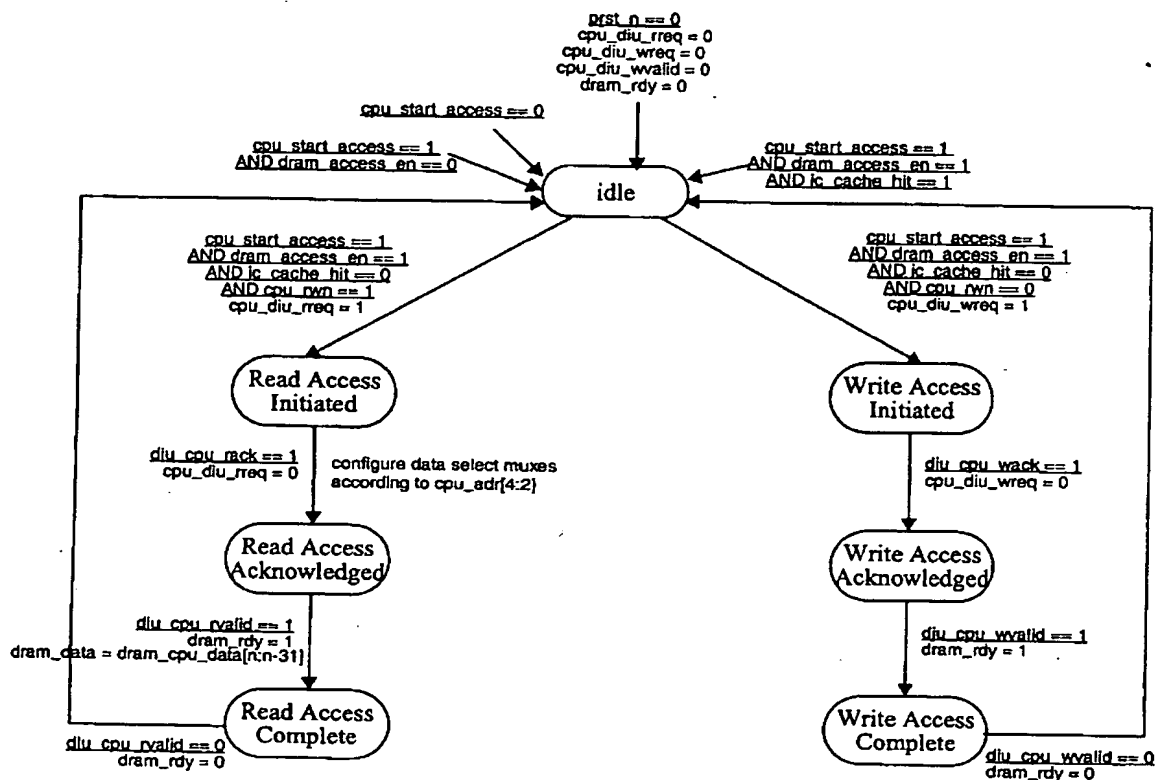 prst_n == 0
cpu_diu_rreq = 0
cpu_diu_wreq = 0
cpu_diu_wvalid = 0
dram_rdy = 0
cpu_start_access == 0
cpu_start_access == 1
AND dram_access_en == 0
cpu_start_access == 1
AND dram_access_en == 1
AND ic_cache_hit == 1
idle
cpu_start_access == 1
AND dram_access_en == 1
AND ic_cache_hit == 0
AND cpu_rwn == 1
cpu_diu_rreq = 1
cpu_start_access == 1
AND dram_access_en == 1
AND ic_cache_hit == 0
AND cpu_rwn == 0
cpu_diu_wreq = 1
Read Access
Initiated
Write Access
Initiated
diu_cpu_rack == 1
cpu_diu_rreq = 0
configure data select muxes
according to cpu_adr[4:2]
diu_cpu_wack == 1
cpu_diu_wreq = 0
Read Access
Acknowledged
Write Access
Acknowledged
diu_cpu_rvalid == 1
dram_rdy = 1
dram_data = dram_cpu_data[n:n-31]
diu_cpu_wvalid == 1
dram_rdy = 1
Read Access
Complete
Write Access
Complete
diu_cpu_rvalid == 0
dram_rdy = 0
diu_cpu_wvalid == 0
dram_rdy = 0